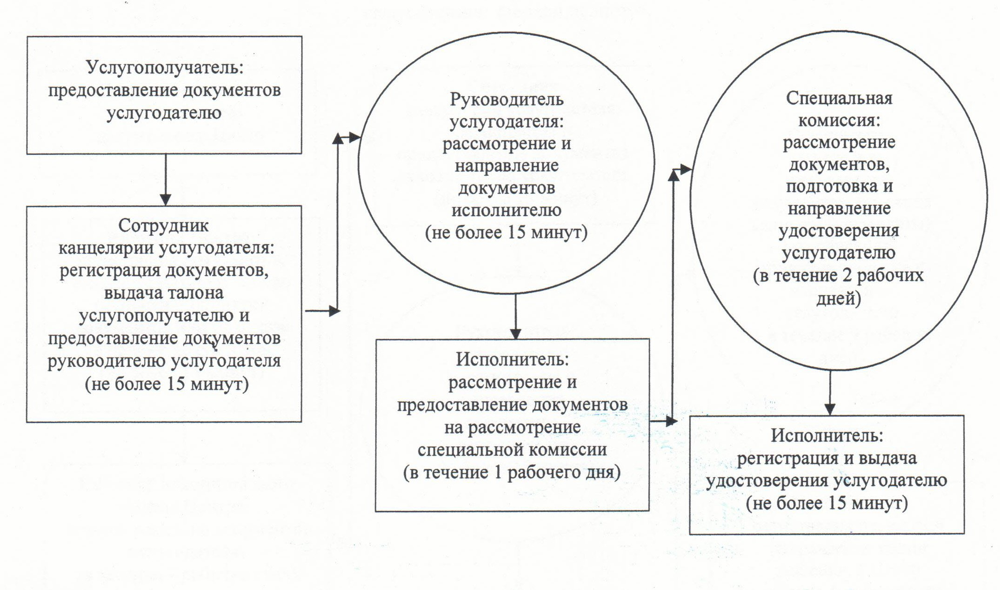 Услугополучатель:
предоставление документов
услугодателю
Сотрудник
канцелярии услугодателя:
регистрация документов,
выдача талона
услугополучателю и
предоставление документов
руководителю услугодателя
(не более 15 минут)
Руководитель
услугодателя:
рассмотрение и
направление
документов
исполнителю
(не более 15 минут)
Исполнитель:
рассмотрение и
предоставление документов
на рассмотрение
специальной комиссии
(в течение 1 рабочего дня)
Специальная
комиссия:
рассмотрение
документов,
подготовка и
направление
удостоверения
услугодателю
(в течение 2 рабочих
дней)
Исполнитель:
регистрация и выдача
удостоверения услугодателю
(не более 15 минут)